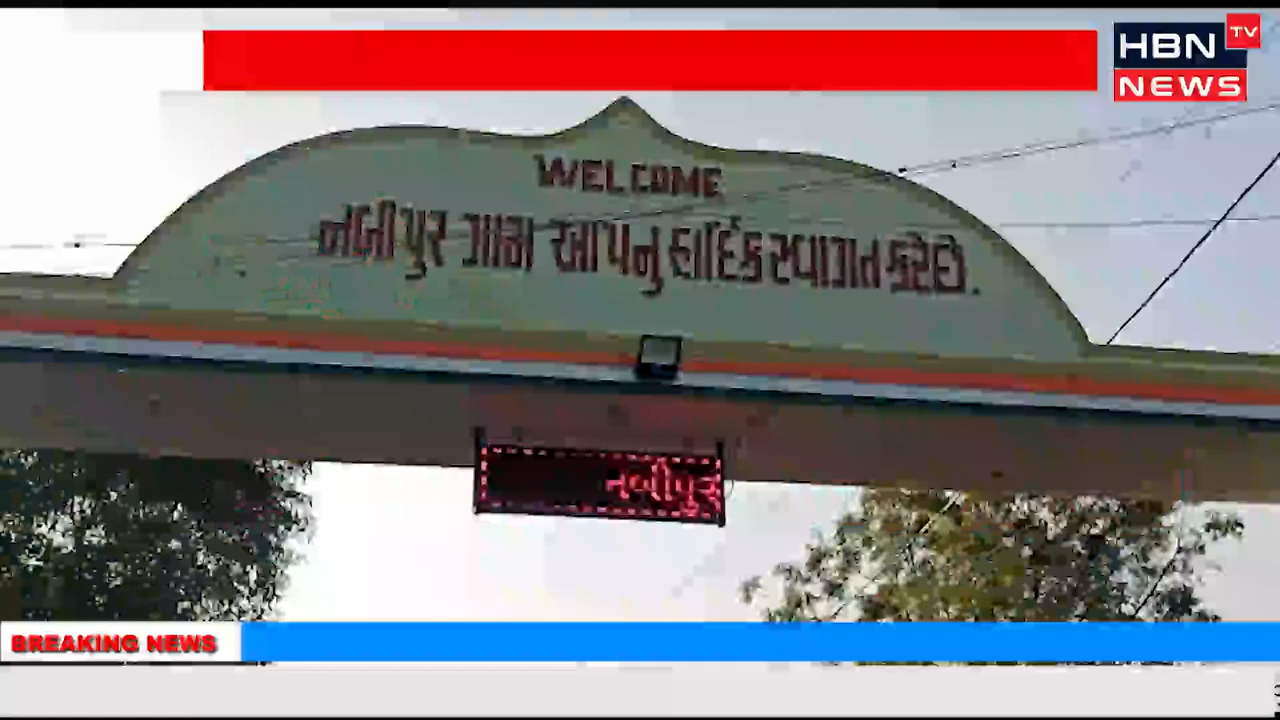 HBN TV
NEWS
WELCOME
નબીપુર ગામ આપનુ હાર્દિક સ્વાગત કરેછે.
નબીપુર
BREAKING NEWS